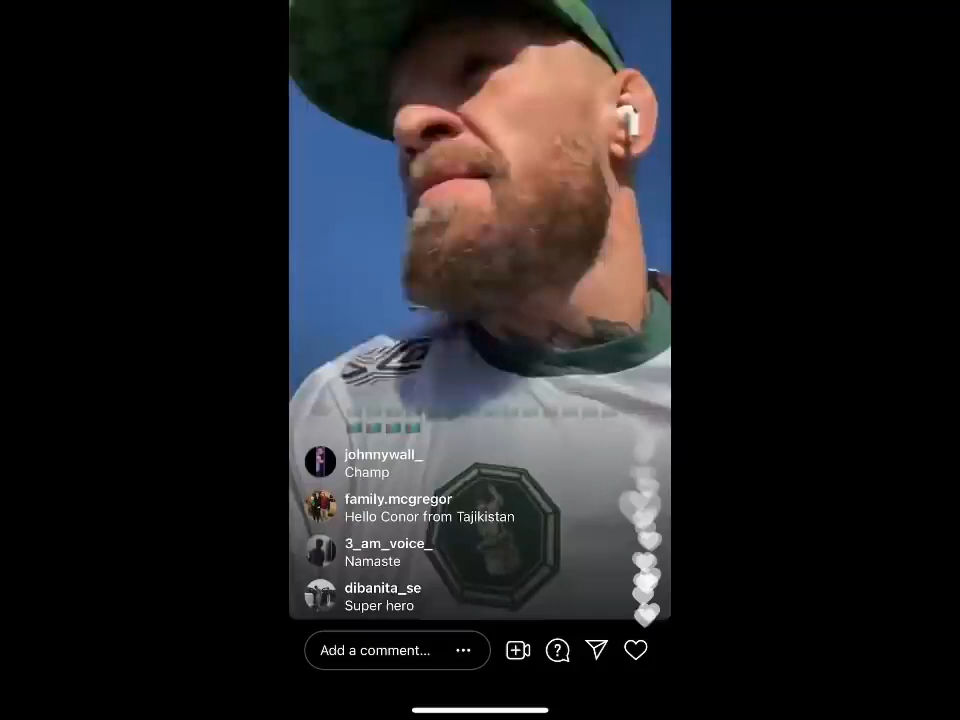 johnnywall_
Champ
family.mcgregor
Hello Conor from Tajikistan
3_am_voice_
Namaste
dibanita_se
Super hero
Add a comment...